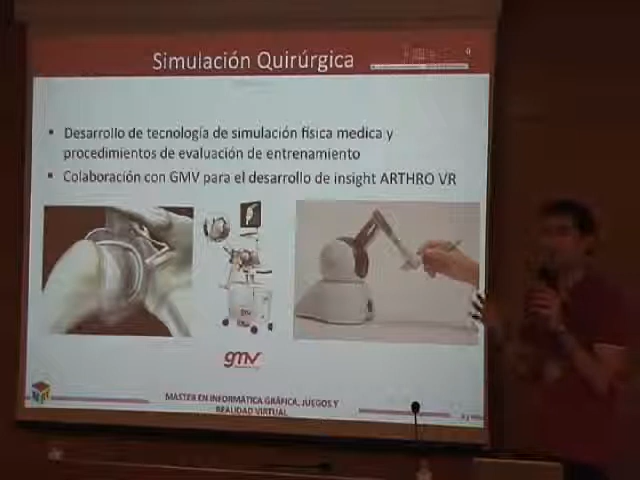 Simulación Quirúrgica
▪ Desarrollo de tecnología de simulación física medica y
procedimientos de evaluación de entrenamiento
▪ Colaboración con GMV para el desarrollo de insight ARTHRO VR
gmv
gmv
MASTER EN INFORMÁTICA GRÁFICA, JUEGOS Y
REALIDAD VIRTUAL